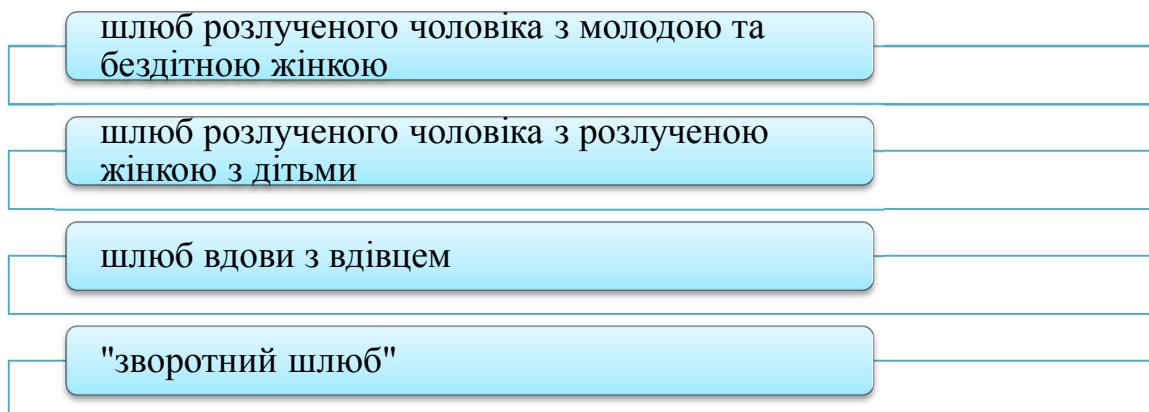 шлюб розлученого чоловіка з молодою та
бездітною жінкою
шлюб розлученого чоловіка з розлученою
жінкою з дітьми
шлюб вдови з вдівцем
"зворотний шлюб"